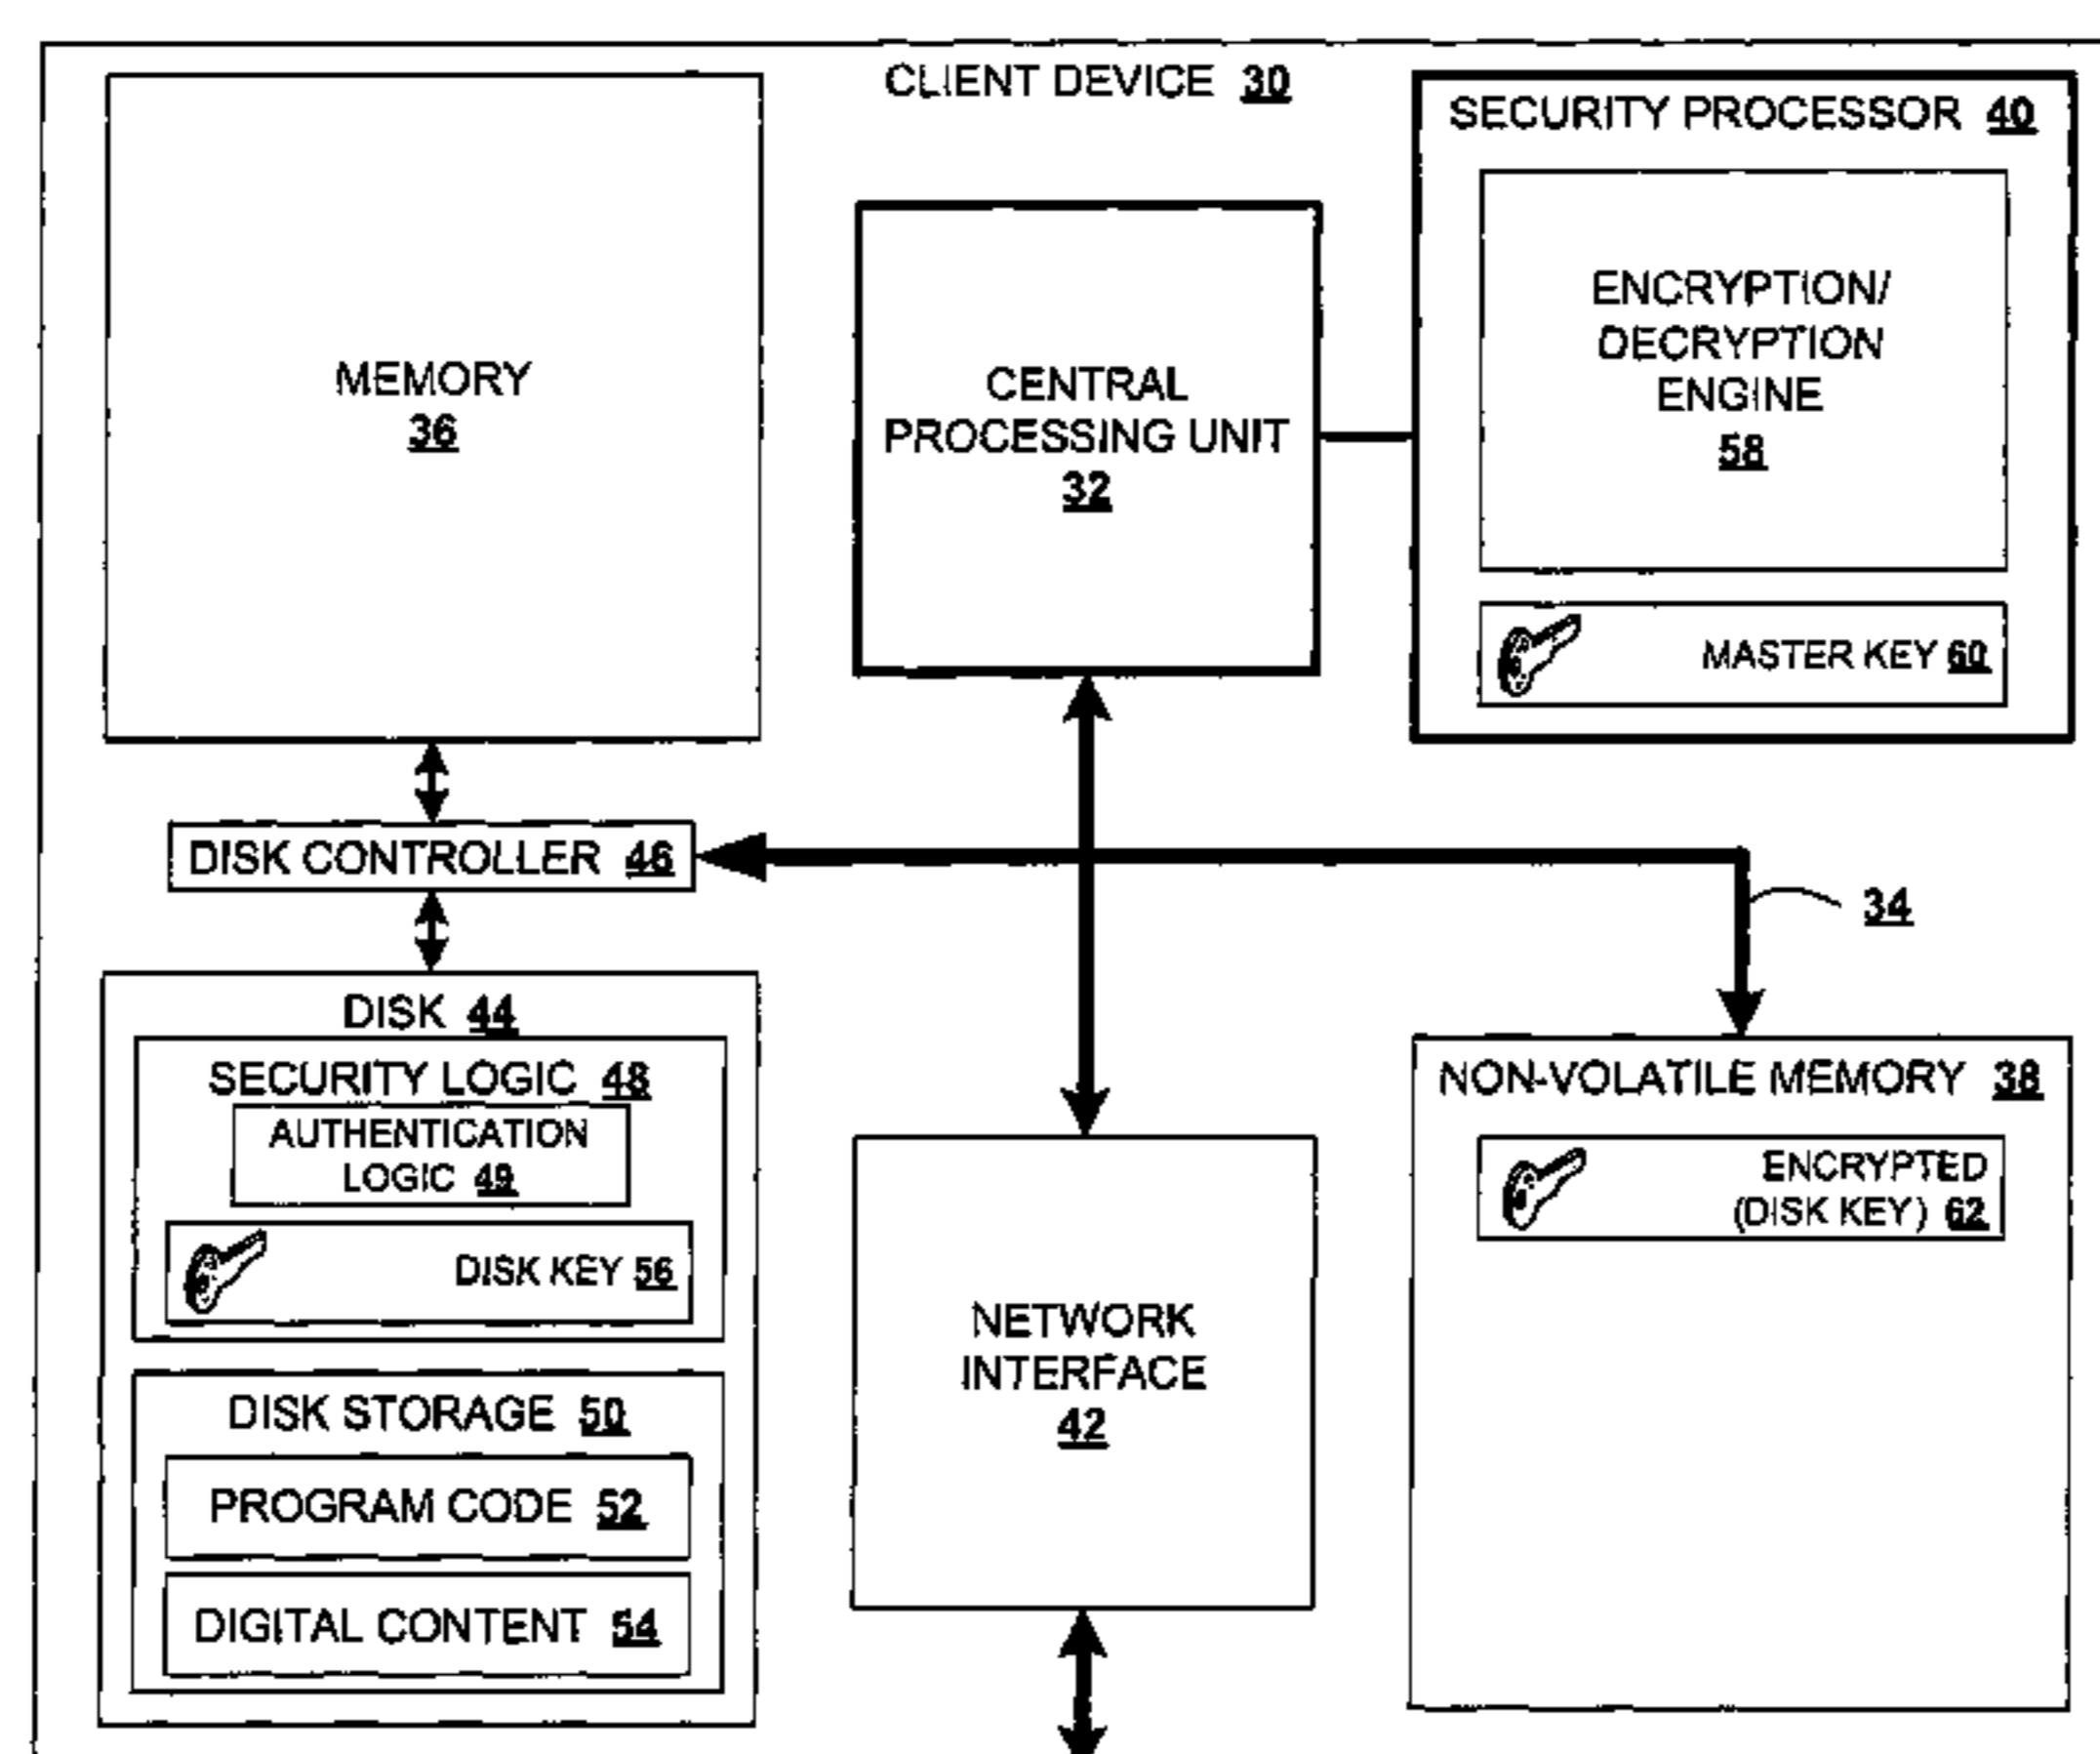 CLIENT DEVICE 30
MEMORY
36
CENTRAL
PROCESSING UNIT
32
SECURITY PROCESSOR 40
ENCRYPTION/
DECRYPTION
ENGINE
58
MASTER KEY 60
DISK CONTROLLER 46
34
DISK 44
SECURITY LOGIC 48
AUTHENTICATION
LOGIC 49
DISK KEY 56
DISK STORAGE 50
PROGRAM CODE 52
DIGITAL CONTENT 54
NETWORK
INTERFACE
42
NON-VOLATILE MEMORY 38
ENCRYPTED
(DISK KEY) 62